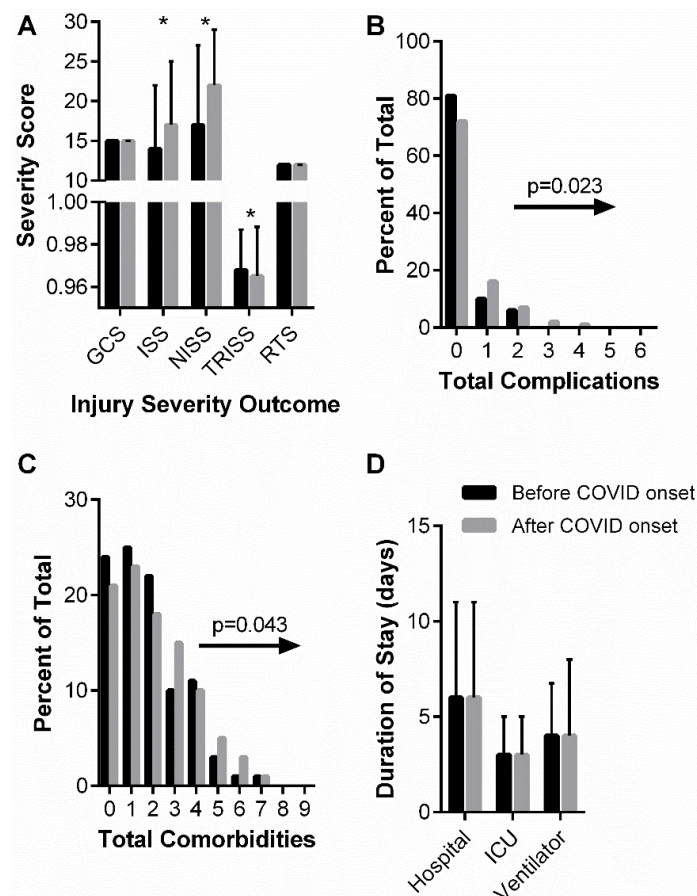 A
Severity Score
30
25
20
15
10
1.00
0.98
0.96
* *
*
GCS
ISS
NISS
TRISS
RTS
Injury Severity Outcome
B
Percent of Total
100
80
60
40
20
0
p=0.023
0 1 2 3 4 5 6
Total Complications
C
Percent of Total
30
20
10
0
p=0.043
0 1 2 3 4 5 6 7 8 9
Total Comorbidities
D
Before COVID onset
After COVID onset
Duration of Stay (days)
15
10
5
0
Hospital
ICU
Ventilator